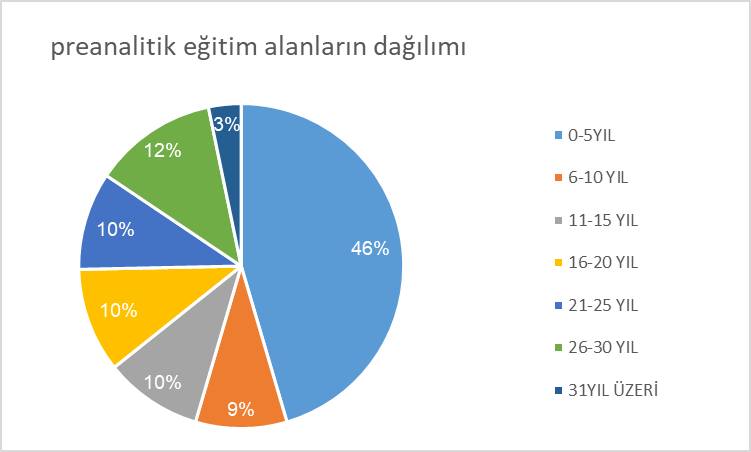 preanalitik eğitim alanların dağılımı
3%
12%
46%
10%
10%
10%
9%
0-5YIL
6-10 YIL
11-15 YIL
16-20 YIL
21-25 YIL
26-30 YIL
31YIL ÜZERİ